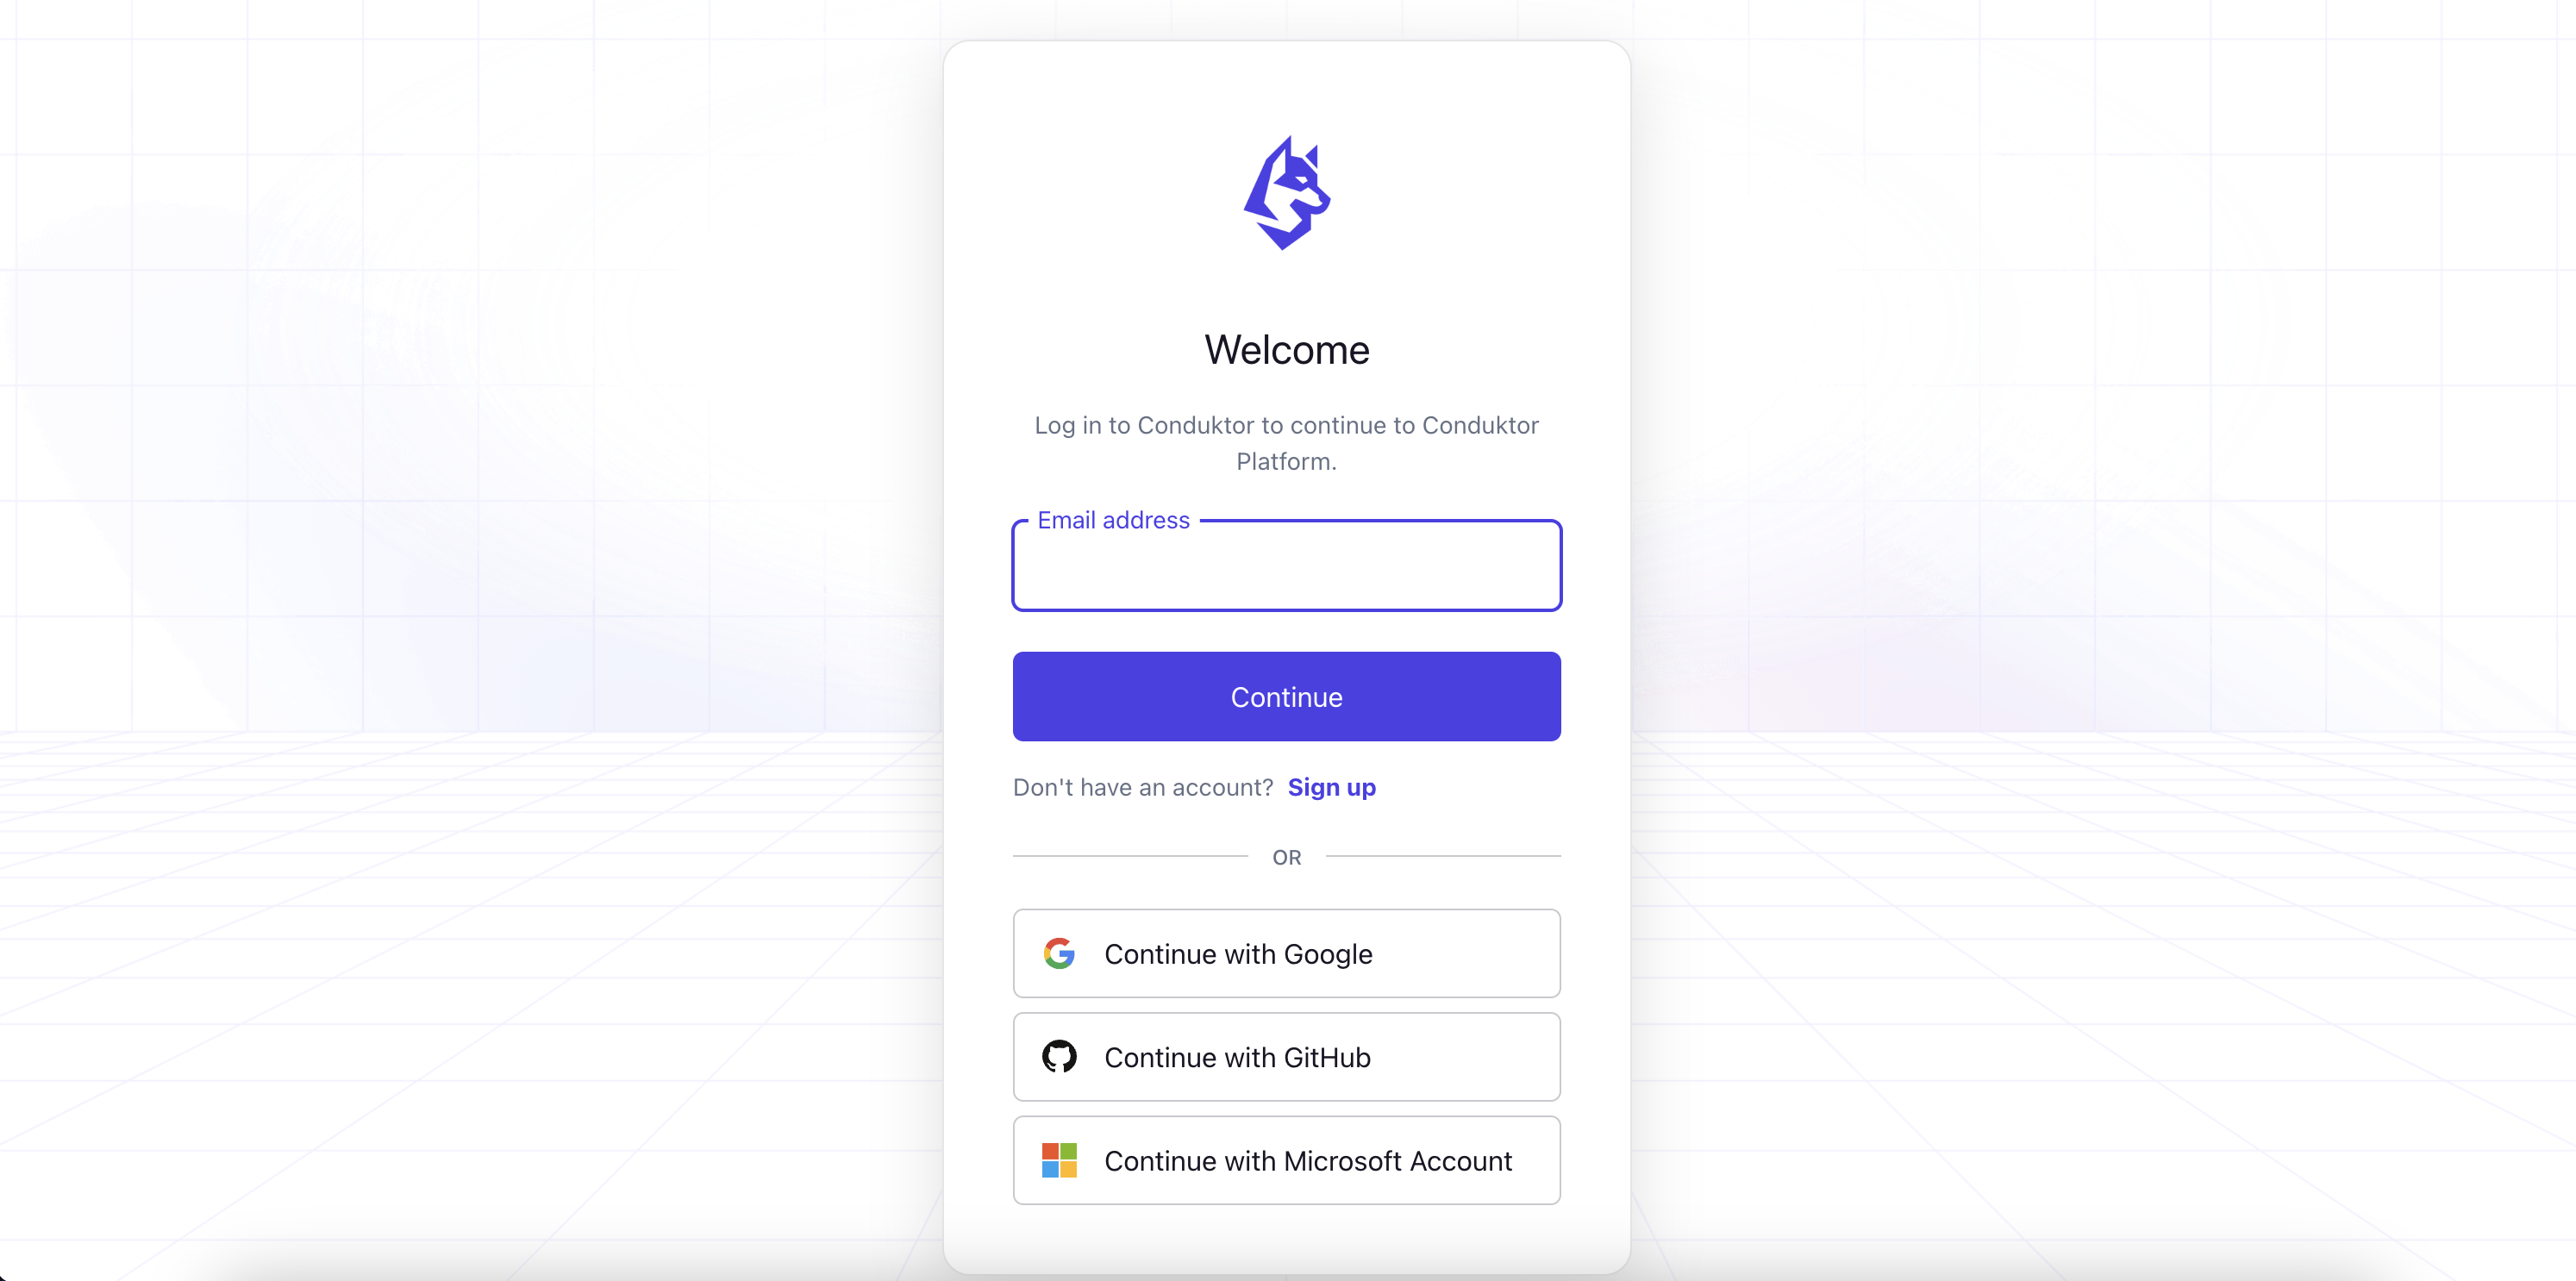 Welcome
Log in to Conduktor to continue to Conduktor
Platform.
Email address
Continue
Don't have an account? Sign up
OR
Continue with Google
Continue with GitHub
Continue with Microsoft Account